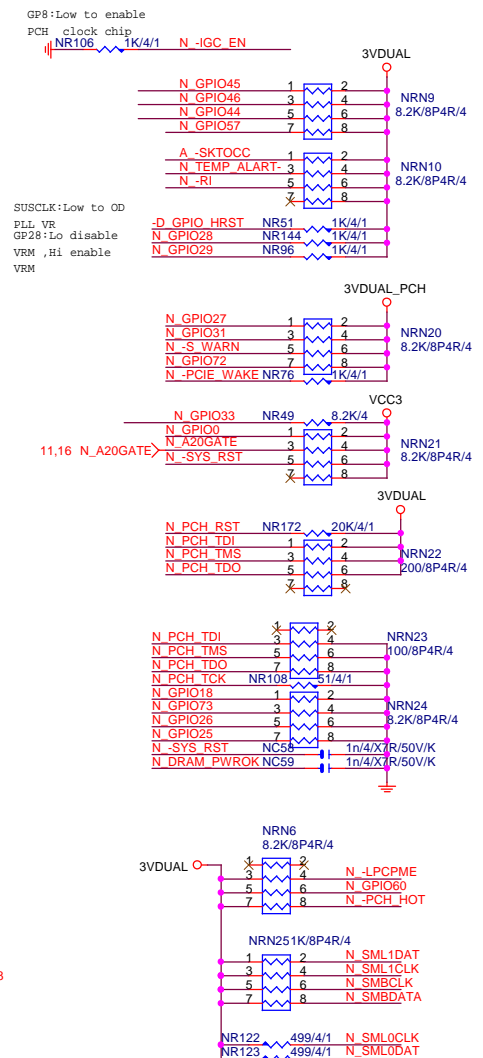 GP8:Low to enable
PCH  clock chip
NR106 1K/4/1 N_-IGC_EN
3VDUAL
N_GPIO45 1 2
N_GPIO46 3 4 NRN9
N_GPIO44 5 6 8.2K/8P4R/4
N_GPIO57 7 8
A_-SKTOCC 1 2
N_TEMP_ALART- 3 4 NRN10
N_-RI 5 6 8.2K/8P4R/4
7 8
SUSCLK:Low to OD
PLL VR
-D_GPIO_HRST NR51 1K/4/1
GP28:Lo disable
N_GPIO28 NR144 1K/4/1
VRM ,Hi enable
N_GPIO29 NR96 1K/4/1
VRM
3VDUAL_PCH
N_GPIO27 1 2
N_GPIO31 3 4 NRN20
N_-S_WARN 5 6 8.2K/8P4R/4
N_GPIO72 7 8
N_-PCIE_WAKE NR76 1K/4/1
VCC3
N_GPIO33 NR49 8.2K/4
N_GPIO0 1 2
11,16 N_A20GATE N_A20GATE 3 4 NRN21
N_-SYS_RST 5 6 8.2K/8P4R/4
7 8
3VDUAL
N_PCH_RST NR172 20K/4/1
N_PCH_TDI 1 2
N_PCH_TMS 3 4 NRN22
N_PCH_TDO 5 6 200/8P4R/4
7 8
1 2
N_PCH_TDI 3 4 NRN23
N_PCH_TMS 5 6 100/8P4R/4
N_PCH_TDO 7 8
N_PCH_TCK NR108 51/4/1
N_GPIO18 1 2
N_GPIO73 3 4 NRN24
N_GPIO26 5 6 8.2K/8P4R/4
N_GPIO25 7 8
N_-SYS_RST NC58 1n/4/X7R/50V/K
N_DRAM_PWROK NC59 1n/4/X7R/50V/K
NRN6
8.2K/8P4R/4
3VDUAL 1 2
3 4 N_-LPCPME
5 6 N_GPIO60
7 8 N_-PCH_HOT
NRN25 1K/8P4R/4
1 2 N_SML1DAT
3 4 N_SML1CLK
5 6 N_SMBCLK
7 8 N_SMBDATA
NR122 499/4/1 N_SML0CLK
NR123 499/4/1 N_SML0DAT